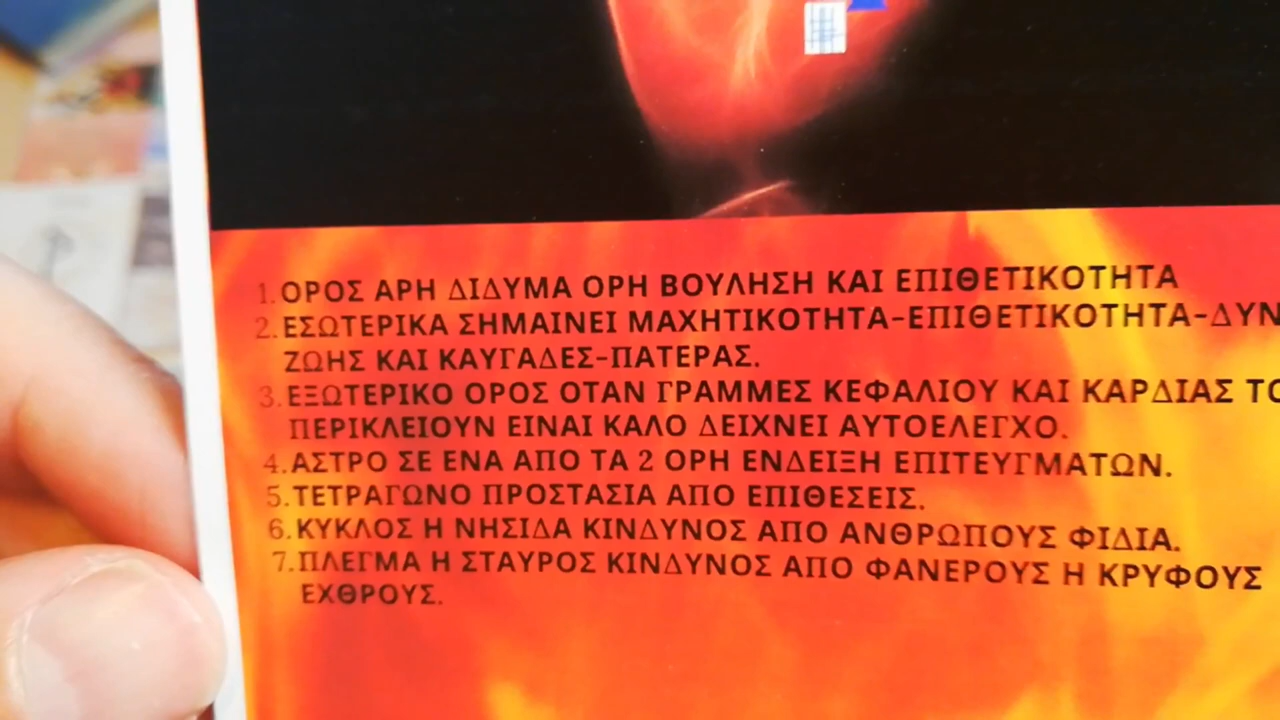 1. ΟΡΟΣ ΑΡΗ ΔΙΔΥΜΑ ΟΡΗ ΒΟΥΛΗΣΗ ΚΑΙ ΕΠΙΘΕΤΙΚΟΤΗΤΑ
2. ΕΣΩΤΕΡΙΚΑ ΣΗΜΑΙΝΕΙ ΜΑΧΗΤΙΚΟΤΗΤΑ-ΕΠΙΘΕΤΙΚΟΤΗΤΑ-ΔΥΝ
ΖΩΗΣ ΚΑΙ ΚΑΥΓΑΔΕΣ-ΠΑΤΕΡΑΣ.
3. ΕΞΩΤΕΡΙΚΟ ΟΡΟΣ ΟΤΑΝ ΓΡΑΜΜΕΣ ΚΕΦΑΛΙΟΥ ΚΑΙ ΚΑΡΔΙΑΣ ΤΟ
ΠΕΡΙΚΛΕΙΟΥΝ ΕΙΝΑΙ ΚΑΛΟ ΔΕΙΧΝΕΙ ΑΥΤΟΕΛΕΓΧΟ.
4. ΑΣΤΡΟ ΣΕ ΕΝΑ ΑΠΟ ΤΑ 2 ΟΡΗ ΕΝΔΕΙΞΗ ΕΠΙΤΕΥΓΜΑΤΩΝ.
5. ΤΕΤΡΑΓΩΝΟ ΠΡΟΣΤΑΣΙΑ ΑΠΟ ΕΠΙΘΕΣΕΙΣ.
6. ΚΥΚΛΟΣ Η ΝΗΣΙΔΑ ΚΙΝΔΥΝΟΣ ΑΠΟ ΑΝΘΡΩΠΟΥΣ ΦΙΔΙΑ.
7. ΠΛΕΓΜΑ Η ΣΤΑΥΡΟΣ ΚΙΝΔΥΝΟΣ ΑΠΟ ΦΑΝΕΡΟΥΣ Η ΚΡΥΦΟΥΣ
ΕΧΘΡΟΥΣ.